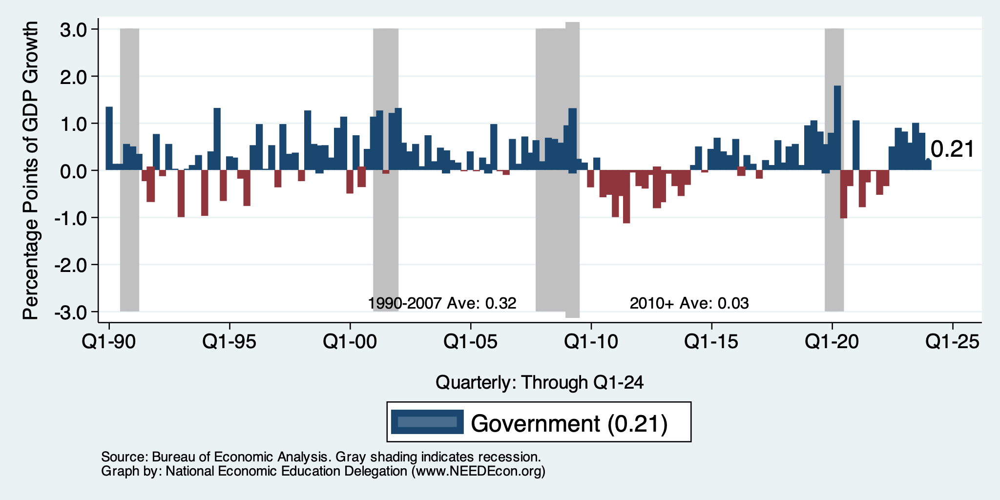 Percentage Points of GDP Growth
3.0
2.0
1.0
0.0
-1.0
-2.0
-3.0
0.21
1990-2007 Ave: 0.32
2010+ Ave: 0.03
Q1-90
Q1-95
Q1-00
Q1-05
Q1-10
Q1-15
Q1-20
Q1-25
Quarterly: Through Q1-24
Government (0.21)
Source: Bureau of Economic Analysis. Gray shading indicates recession.
Graph by: National Economic Education Delegation (www.NEEDEcon.org)